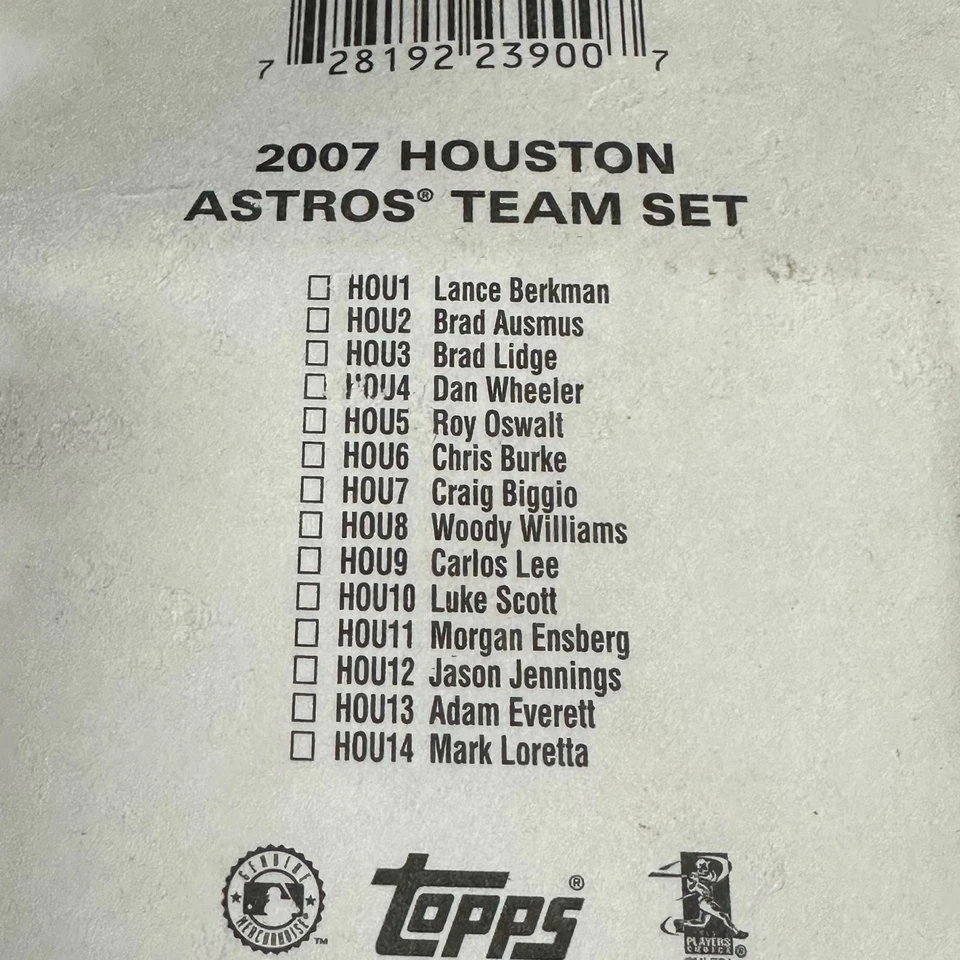 7 28192 23900 7
2007 HOUSTON
ASTROS® TEAM SET
☐ HOU1 Lance Berkman
☐ HOU2 Brad Ausmus
☐ HOU3 Brad Lidge
☐ HOU4 Dan Wheeler
☐ HOU5 Roy Oswalt
☐ HOU6 Chris Burke
☐ HOU7 Craig Biggio
☐ HOU8 Woody Williams
☐ HOU9 Carlos Lee
☐ HOU10 Luke Scott
☐ HOU11 Morgan Ensberg
☐ HOU12 Jason Jennings
☐ HOU13 Adam Everett
☐ HOU14 Mark Loretta
GENUINE
MERCHANDISE
™
Topps®
PLAYERS
CHOICE®